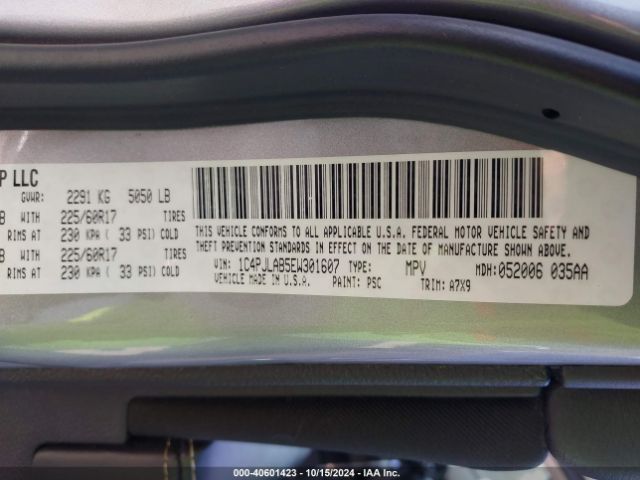 P LLC
GVWR: 2291 KG 5050 LB
B WITH 225/60R17 TIRES
RIMS AT 230 KPA ( 33 PSI) COLD
B WITH 225/60R17 TIRES
RIMS AT 230 KPA ( 33 PSI) COLD
THIS VEHICLE CONFORMS TO ALL APPLICABLE U.S.A. FEDERAL MOTOR VEHICLE SAFETY AND
THEFT PREVENTION STANDARDS IN EFFECT ON THE DATE OF MANUFACTURE SHOWN ABOVE.
VIN: 1C4PJLAB5EW301607 TYPE: MPV MDH:052006 035AA
VEHICLE MADE IN U.S.A. PAINT: PSC TRIM: A7X9
000-40601423 - 10/15/2024 - IAA Inc.